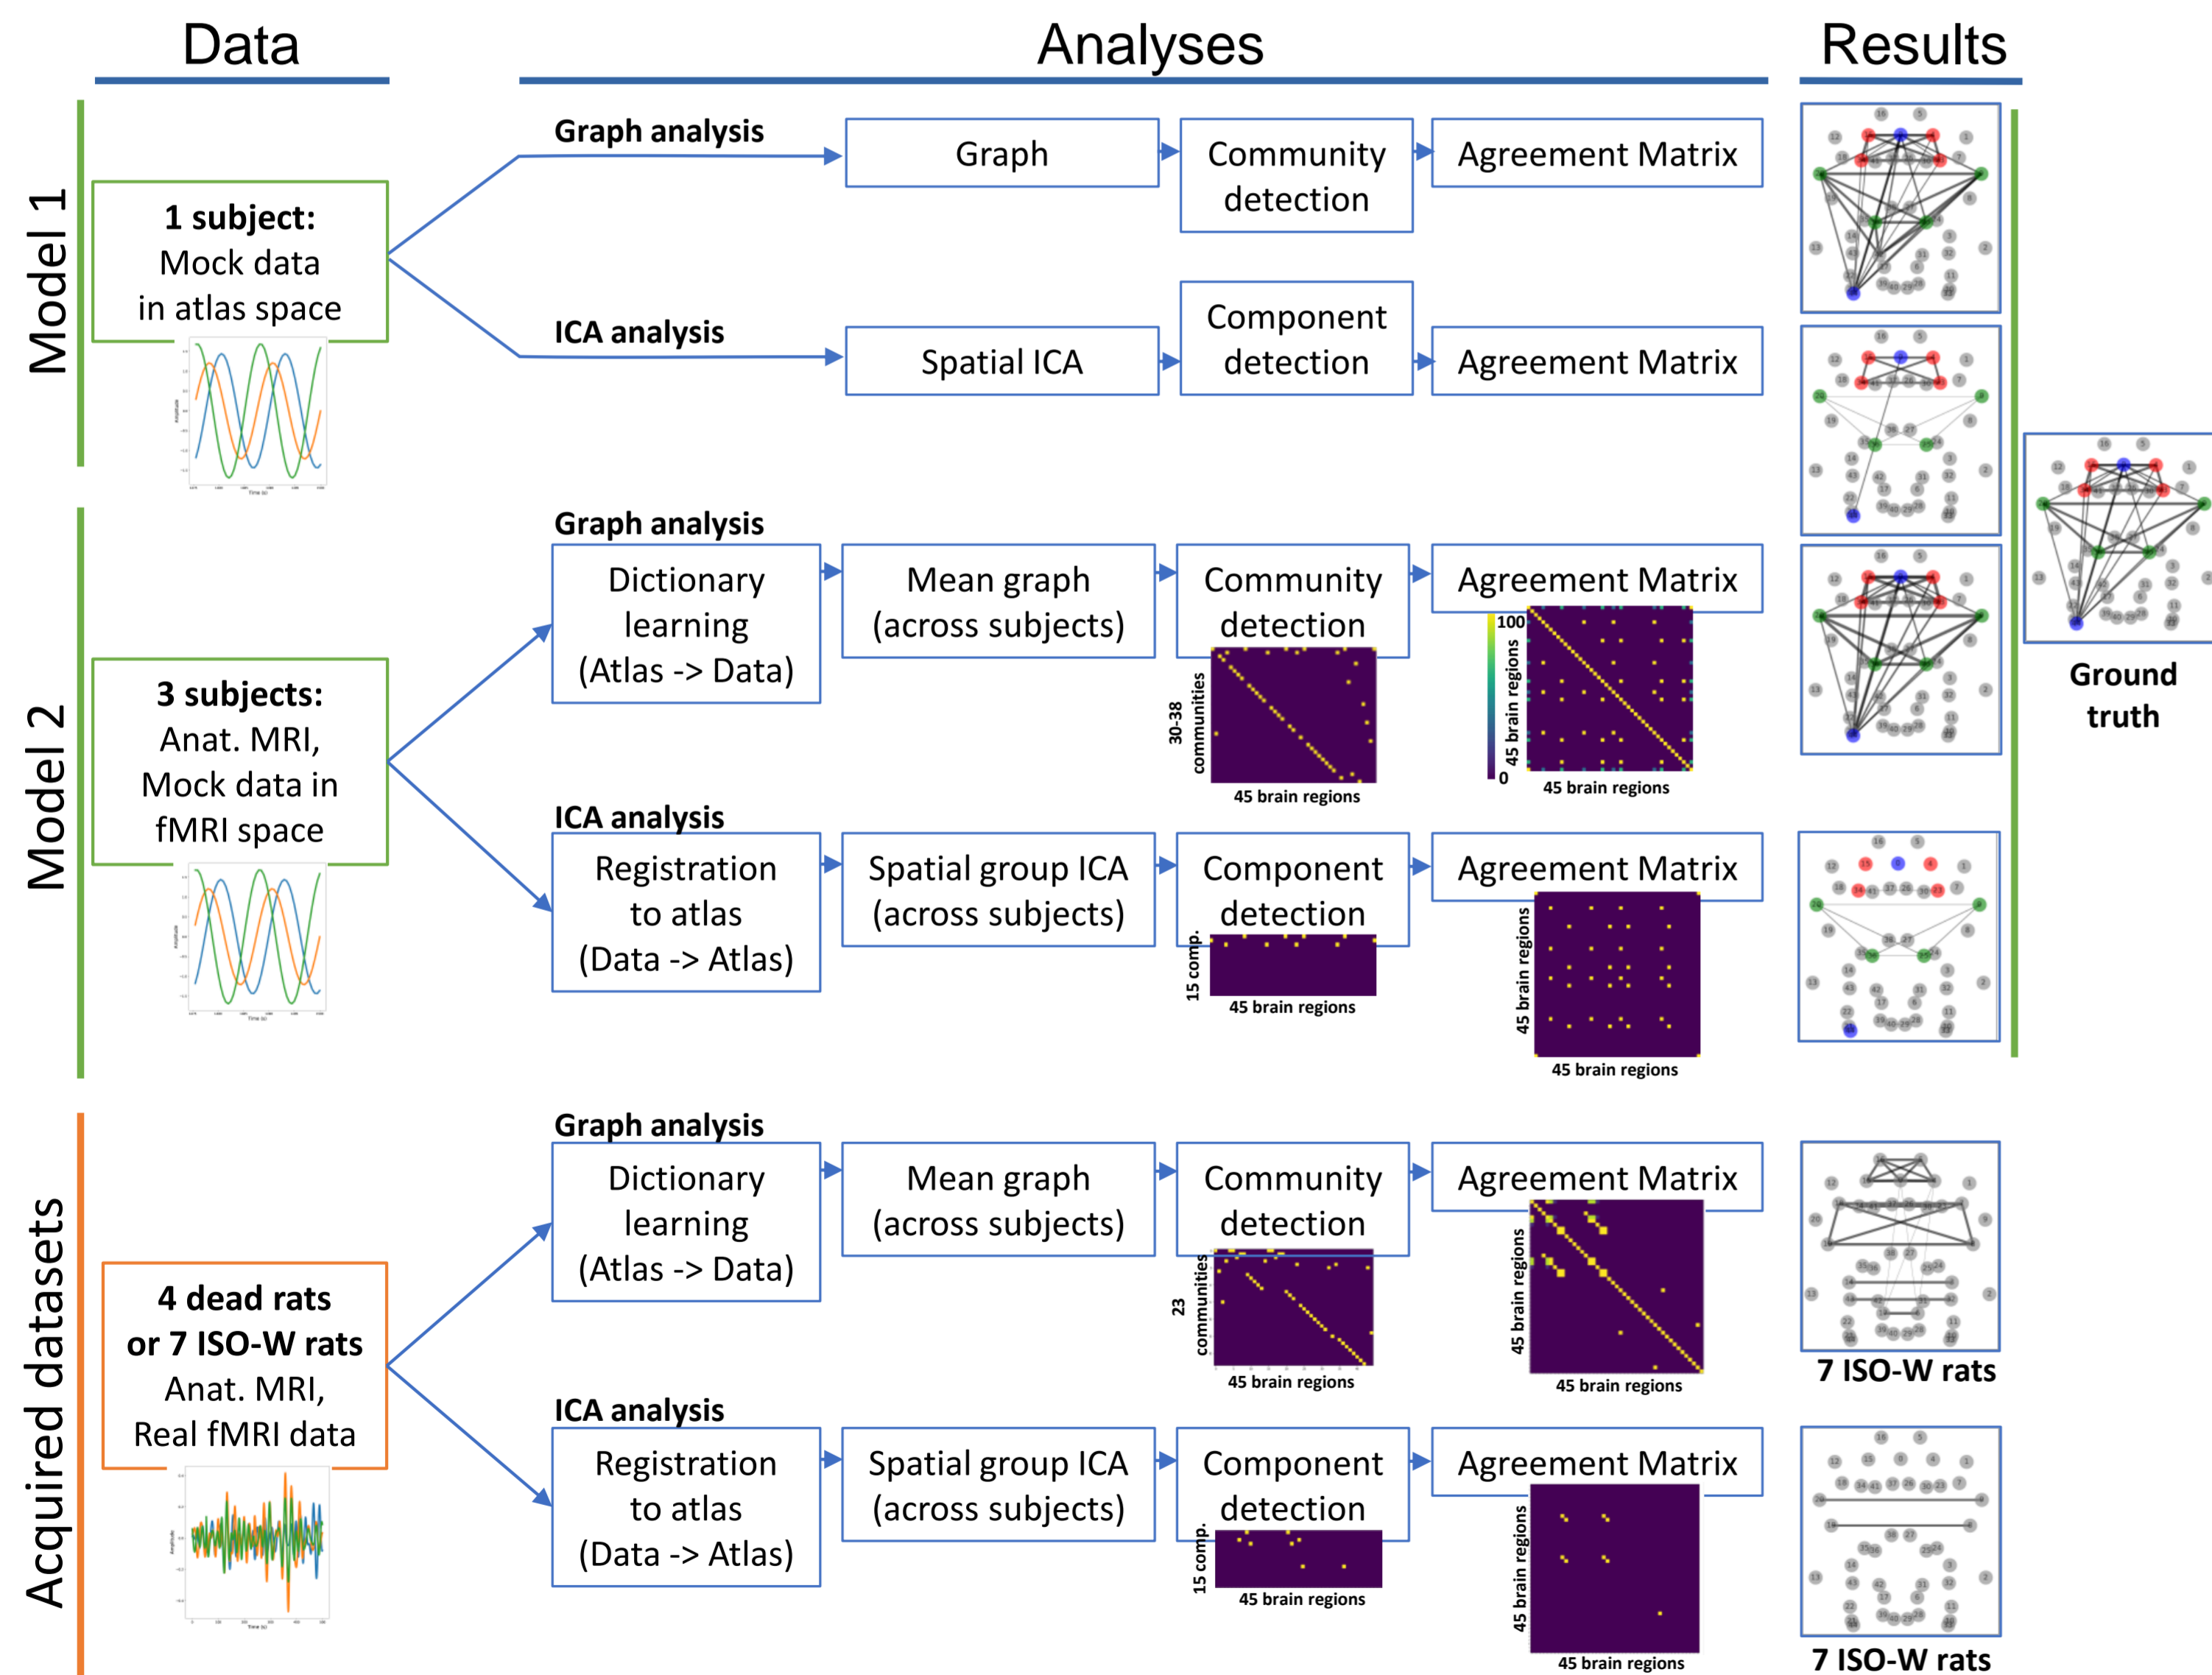 Data
Analyses
Results
Model 1
1 subject:
Mock data
in atlas space
Amplitude
Time (s)
Graph analysis
Graph
Community
detection
Agreement Matrix
ICA analysis
Spatial ICA
Component
detection
Agreement Matrix
Model 2
3 subjects:
Anat. MRI,
Mock data in
fMRI space
Amplitude
Time (s)
Graph analysis
Dictionary
learning
(Atlas -> Data)
Mean graph
(across subjects)
Community
detection
30-38
communities
45 brain regions
Agreement Matrix
100
0
45 brain regions
45 brain regions
ICA analysis
Registration
to atlas
(Data -> Atlas)
Spatial group ICA
(across subjects)
Component
detection
15 comp.
45 brain regions
Agreement Matrix
45 brain regions
45 brain regions
Ground
truth
Acquired datasets
4 dead rats
or 7 ISO-W rats
Anat. MRI,
Real fMRI data
Amplitude
Time (s)
Graph analysis
Dictionary
learning
(Atlas -> Data)
Mean graph
(across subjects)
Community
detection
23
communities
45 brain regions
Agreement Matrix
45 brain regions
45 brain regions
7 ISO-W rats
ICA analysis
Registration
to atlas
(Data -> Atlas)
Spatial group ICA
(across subjects)
Component
detection
15 comp.
45 brain regions
Agreement Matrix
45 brain regions
45 brain regions
7 ISO-W rats